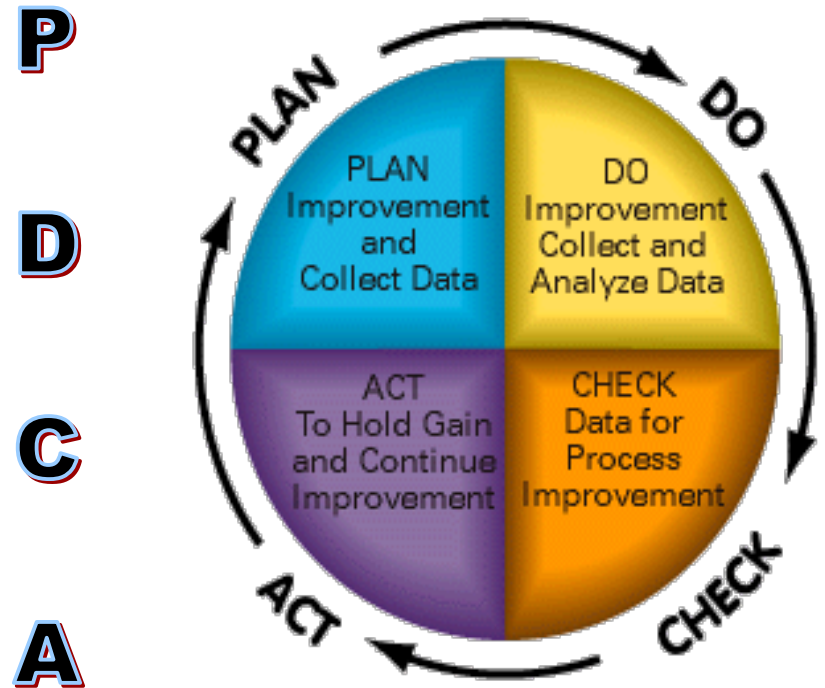 P
D
C
A
PLAN
DO
CHECK
ACT
PLAN
Improvement
and
Collect Data
DO
Improvement
Collect and
Analyze Data
ACT
To Hold Gain
and Continue
Improvement
CHECK
Data for
Process
Improvement